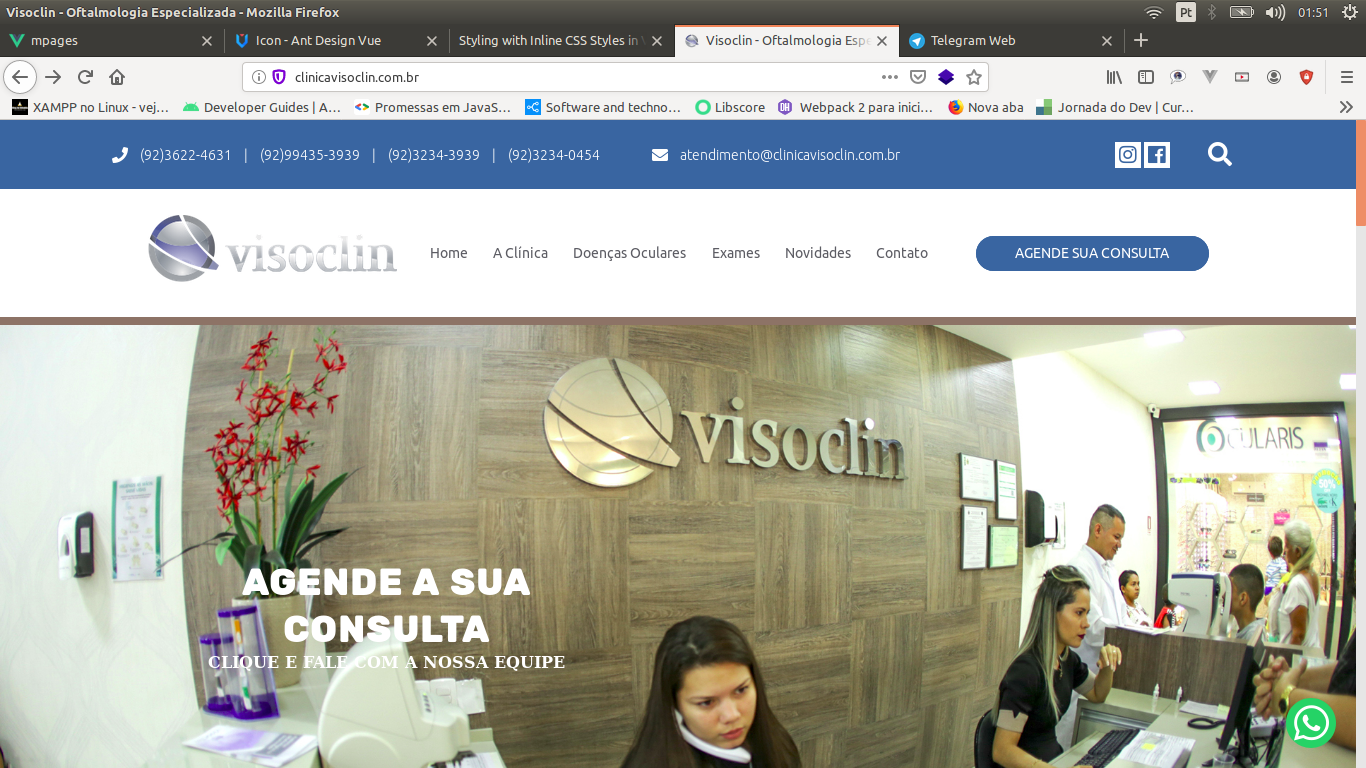 Visoclin - Oftalmologia Especializada - Mozilla Firefox
Pt
01:51
mpages
Icon - Ant Design Vue
Styling with Inline CSS Styles in
Visoclin - Oftalmologia Espe
Telegram Web
clinicavisoclin.com.br
XAMPP no Linux - vej...
Developer Guides | A...
Promessas em JavaS...
Software and techno...
Libscore
Webpack 2 para inici...
Nova aba
Jornada do Dev | Cur...
(92)3622-4631 | (92)99435-3939 | (92)3234-3939 | (92)3234-0454
atendimento@clinicavisoclin.com.br
visoclin
Home
A Clínica
Doenças Oculares
Exames
Novidades
Contato
AGENDE SUA CONSULTA
visoclin
OCULARIS
50%
AGENDE A SUA
CONSULTA
CLIQUE E FALE COM A NOSSA EQUIPE